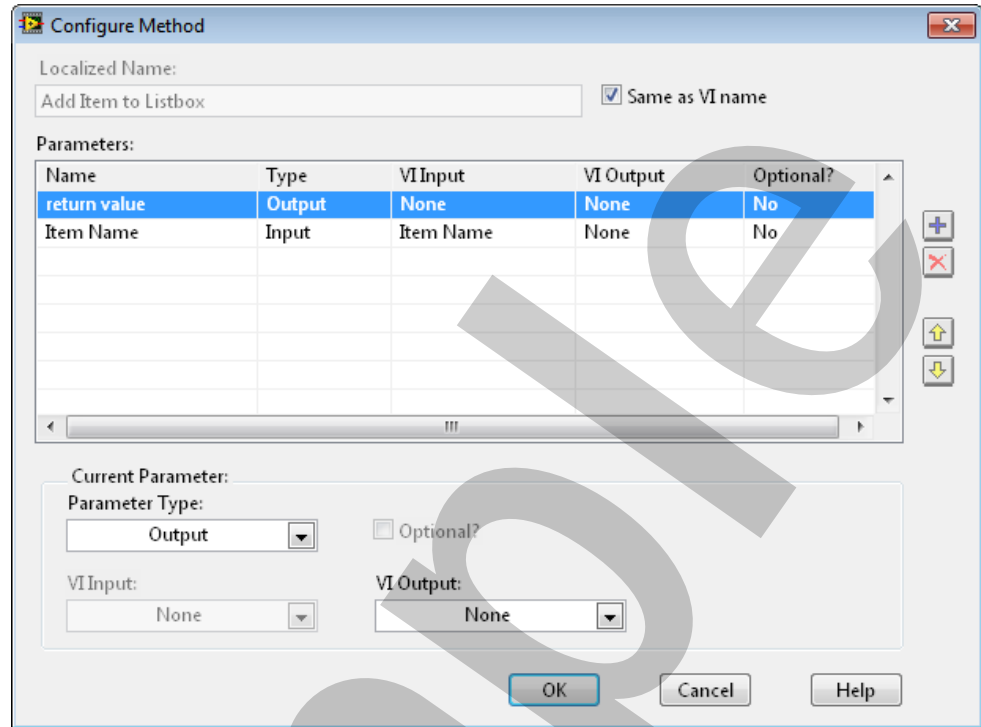 Configure Method
Localized Name:
Add Item to Listbox
Same as VI name
Parameters:
Name Type VI Input VI Output Optional?
return value Output None None No
Item Name Input Item Name None No
Current Parameter:
Parameter Type:
Output
Optional?
VI Input: VI Output:
None None
OK Cancel Help